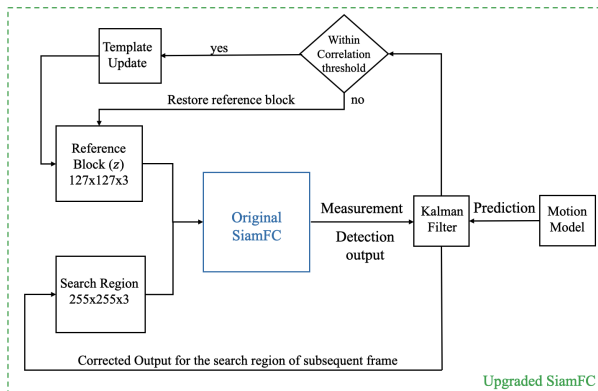 Within
Correlation
threshold
yes
Template
Update
no
Restore reference block
Reference
Block (z)
127x127x3
Original
SiamFC
Measurement
Detection
output
Kalman
Filter
Prediction
Motion
Model
Search Region
255x255x3
Corrected Output for the search region of subsequent frame
Upgraded SiamFC